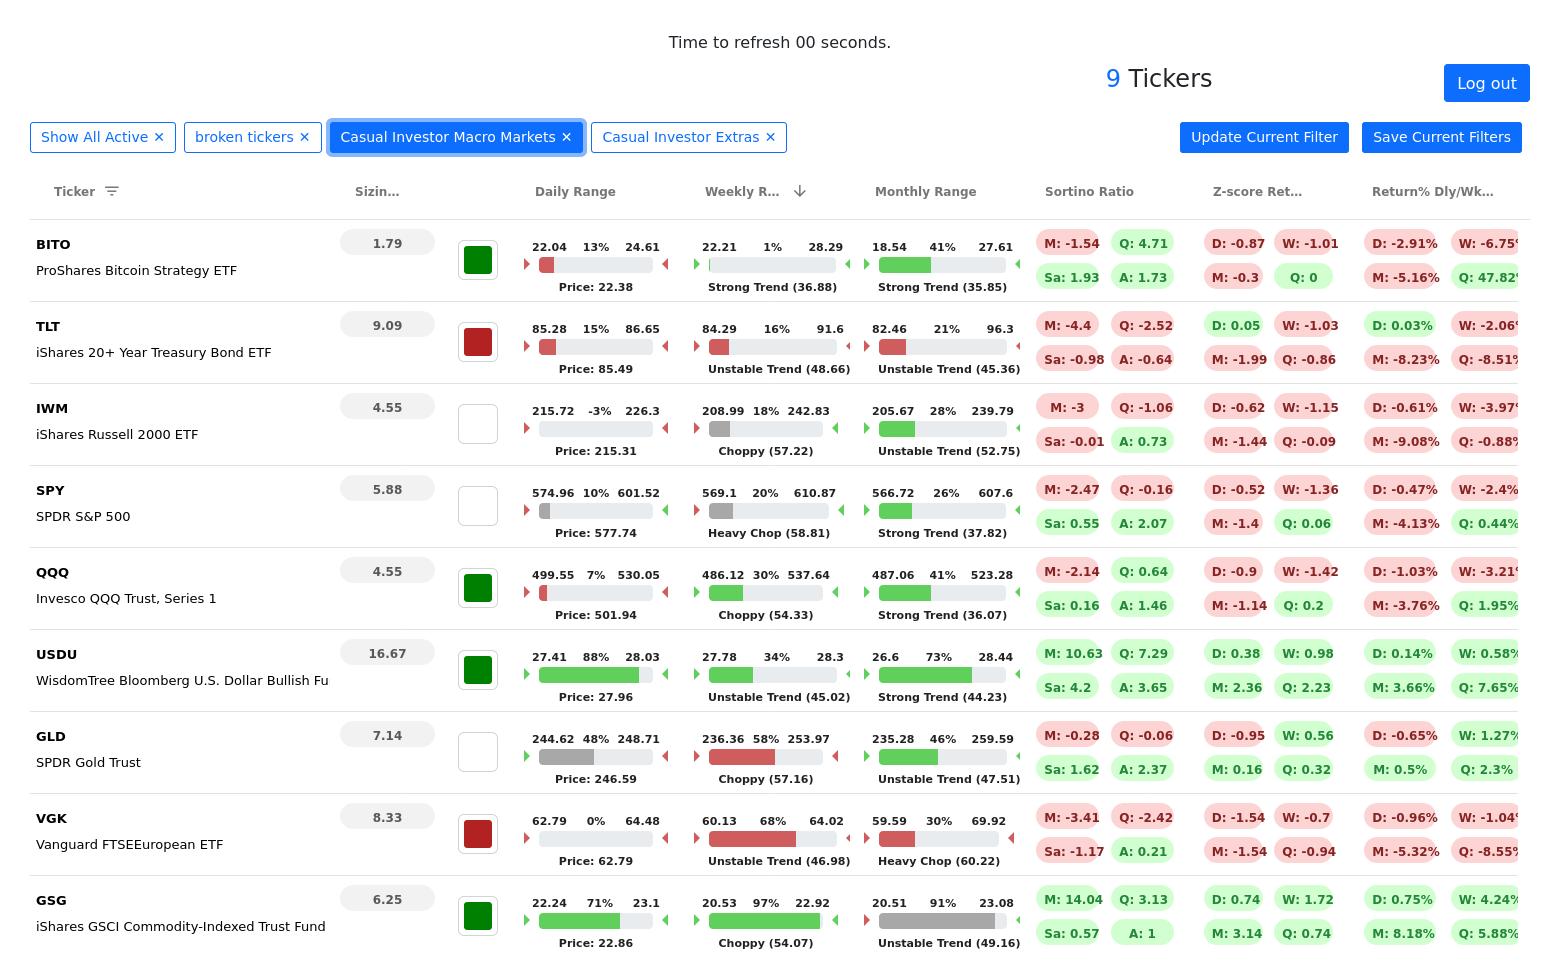 Time to refresh 00 seconds.
9 Tickers
Log out
Show All Active ✕ broken tickers ✕ Casual Investor Macro Markets ✕ Casual Investor Extras ✕ Update Current Filter Save Current Filters
Ticker Sizin... Daily Range Weekly R... Monthly Range Sortino Ratio Z-score Ret... Return% Dly/Wk...
BITO 1.79 22.04 13% 24.61 22.21 1% 28.29 18.54 41% 27.61 M: -1.54 Q: 4.71 D: -0.87 W: -1.01 D: -2.91% W: -6.75%
ProShares Bitcoin Strategy ETF Price: 22.38 Strong Trend (36.88) Strong Trend (35.85) Sa: 1.93 A: 1.73 M: -0.3 Q: 0 M: -5.16% Q: 47.82%
TLT 9.09 85.28 15% 86.65 84.29 16% 91.6 82.46 21% 96.3 M: -4.4 Q: -2.52 D: 0.05 W: -1.03 D: 0.03% W: -2.06%
iShares 20+ Year Treasury Bond ETF Price: 85.49 Unstable Trend (48.66) Unstable Trend (45.36) Sa: -0.98 A: -0.64 M: -1.99 Q: -0.86 M: -8.23% Q: -8.51%
IWM 4.55 215.72 -3% 226.3 208.99 18% 242.83 205.67 28% 239.79 M: -3 Q: -1.06 D: -0.62 W: -1.15 D: -0.61% W: -3.97%
iShares Russell 2000 ETF Price: 215.31 Choppy (57.22) Unstable Trend (52.75) Sa: -0.01 A: 0.73 M: -1.44 Q: -0.09 M: -9.08% Q: -0.88%
SPY 5.88 574.96 10% 601.52 569.1 20% 610.87 566.72 26% 607.6 M: -2.47 Q: -0.16 D: -0.52 W: -1.36 D: -0.47% W: -2.4%
SPDR S&P 500 Price: 577.74 Heavy Chop (58.81) Strong Trend (37.82) Sa: 0.55 A: 2.07 M: -1.4 Q: 0.06 M: -4.13% Q: 0.44%
QQQ 4.55 499.55 7% 530.05 486.12 30% 537.64 487.06 41% 523.28 M: -2.14 Q: 0.64 D: -0.9 W: -1.42 D: -1.03% W: -3.21%
Invesco QQQ Trust, Series 1 Price: 501.94 Choppy (54.33) Strong Trend (36.07) Sa: 0.16 A: 1.46 M: -1.14 Q: 0.2 M: -3.76% Q: 1.95%
USDU 16.67 27.41 88% 28.03 27.78 34% 28.3 26.6 73% 28.44 M: 10.63 Q: 7.29 D: 0.38 W: 0.98 D: 0.14% W: 0.58%
WisdomTree Bloomberg U.S. Dollar Bullish Fu Price: 27.96 Unstable Trend (45.02) Strong Trend (44.23) Sa: 4.2 A: 3.65 M: 2.36 Q: 2.23 M: 3.66% Q: 7.65%
GLD 7.14 244.62 48% 248.71 236.36 58% 253.97 235.28 46% 259.59 M: -0.28 Q: -0.06 D: -0.95 W: 0.56 D: -0.65% W: 1.27%
SPDR Gold Trust Price: 246.59 Choppy (57.16) Unstable Trend (47.51) Sa: 1.62 A: 2.37 M: 0.16 Q: 0.32 M: 0.5% Q: 2.3%
VGK 8.33 62.79 0% 64.48 60.13 68% 64.02 59.59 30% 69.92 M: -3.41 Q: -2.42 D: -1.54 W: -0.7 D: -0.96% W: -1.04%
Vanguard FTSEEuropean ETF Price: 62.79 Unstable Trend (46.98) Heavy Chop (60.22) Sa: -1.17 A: 0.21 M: -1.54 Q: -0.94 M: -5.32% Q: -8.55%
GSG 6.25 22.24 71% 23.1 20.53 97% 22.92 20.51 91% 23.08 M: 14.04 Q: 3.13 D: 0.74 W: 1.72 D: 0.75% W: 4.24%
iShares GSCI Commodity-Indexed Trust Fund Price: 22.86 Choppy (54.07) Unstable Trend (49.16) Sa: 0.57 A: 1 M: 3.14 Q: 0.74 M: 8.18% Q: 5.88%